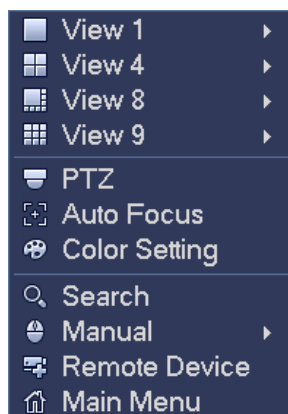 View 1
View 4
View 8
View 9
PTZ
Auto Focus
Color Setting
Search
Manual
Remote Device
Main Menu